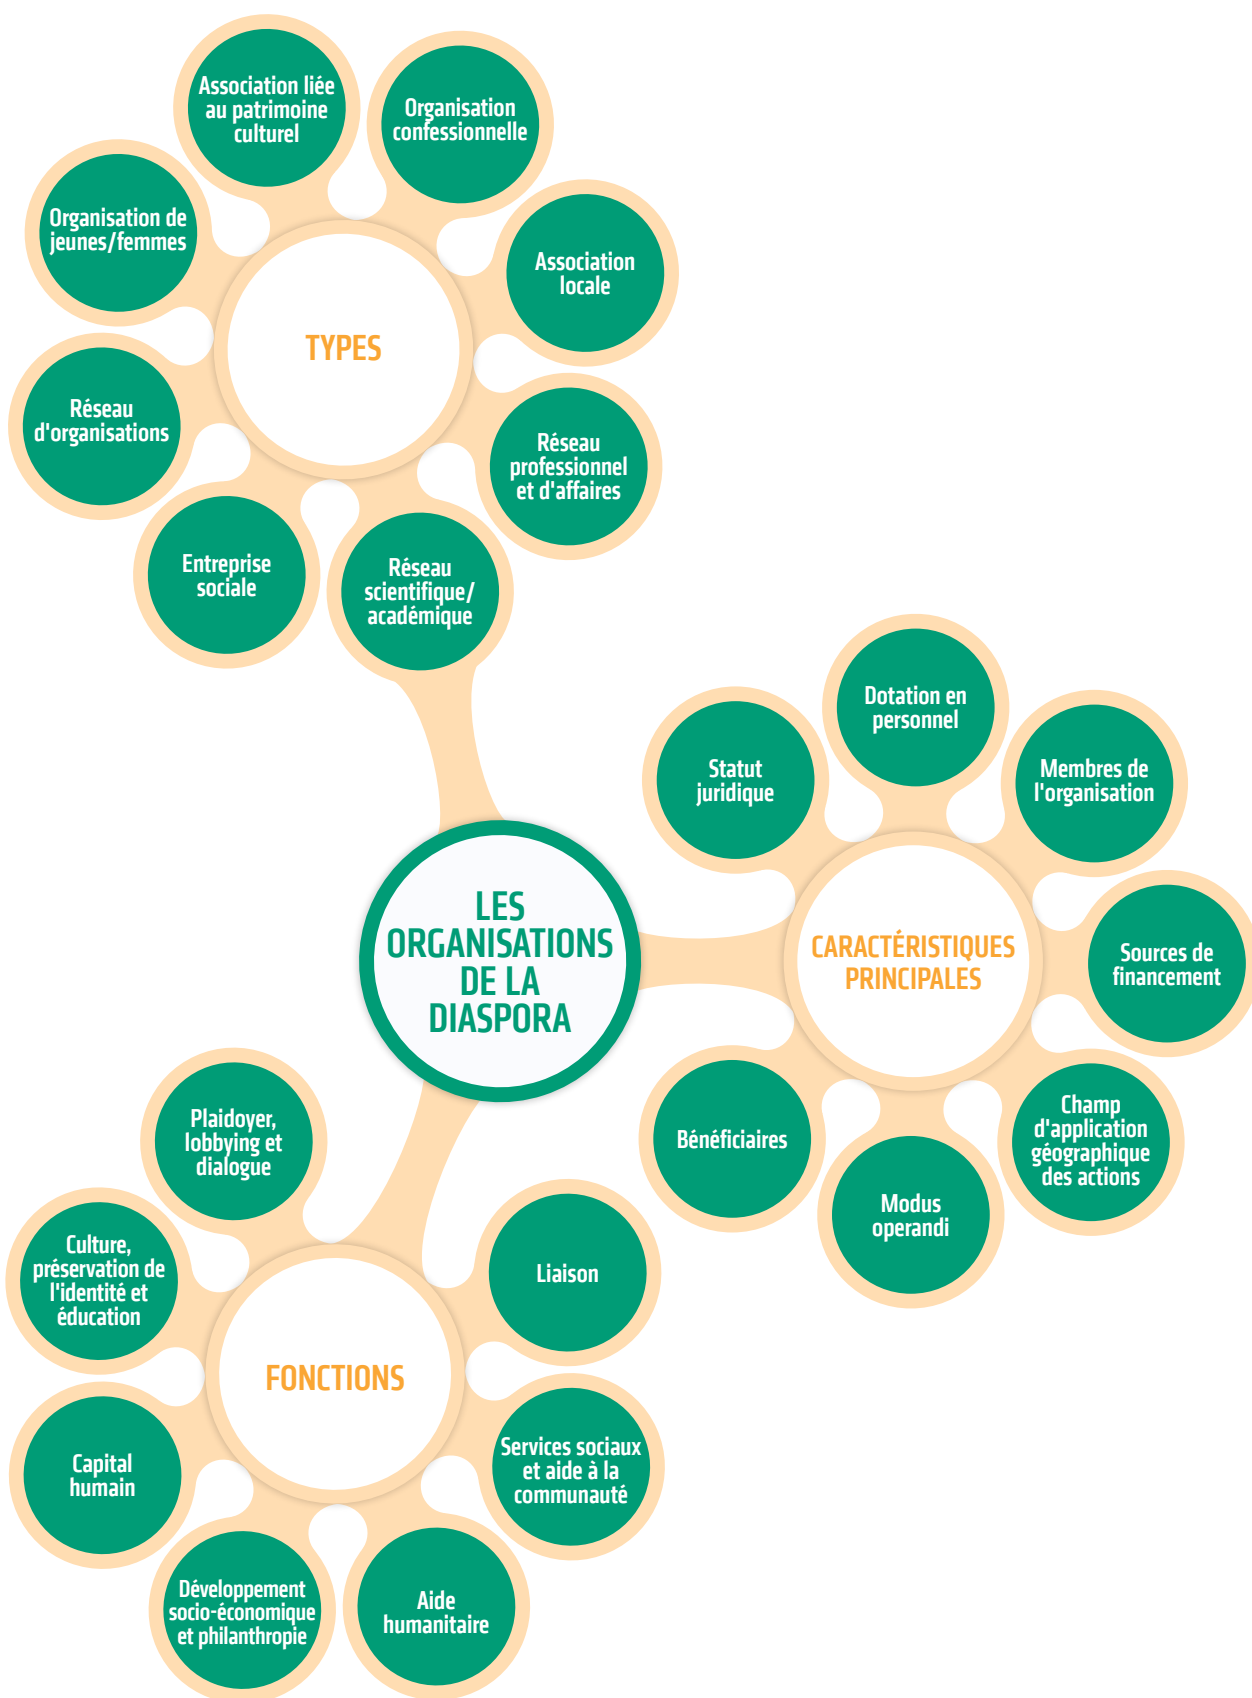 Association liée
au patrimoine
culturel
Organisation
confessionnelle
Organisation de
jeunes/femmes
Association
locale
TYPES
Réseau
d'organisations
Réseau
professionnel
et d'affaires
Entreprise
sociale
Réseau
scientifique/
académique
Dotation en
personnel
Statut
juridique
Membres de
l'organisation
LES
ORGANISATIONS
DE LA
DIASPORA
CARACTÉRISTIQUES
PRINCIPALES
Sources de
financement
Champ
d'application
géographique
des actions
Bénéficiaires
Modus
operandi
Plaidoyer,
lobbying et
dialogue
Culture,
préservation de
l'identité et
éducation
Liaison
FONCTIONS
Capital
humain
Services sociaux
et aide à la
communauté
Développement
socio-économique
et philanthropie
Aide
humanitaire